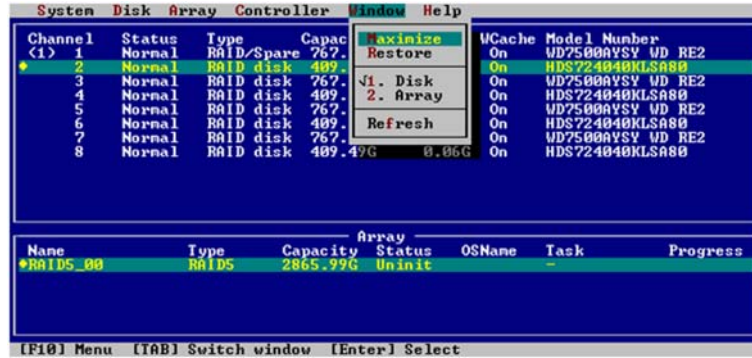 System Disk Array Controller Window Help
Maximize
Restore
√1. Disk
2. Array
Refresh
Channel Status Type Capac WCache Model Number
(1) 1 Normal RAID/Spare 767. On WD7500AYSY WD RE2
2 Normal RAID disk 409. On HDS724040KLSA80
3 Normal RAID disk 767. On WD7500AYSY WD RE2
4 Normal RAID disk 409. On HDS724040KLSA80
5 Normal RAID disk 767. On WD7500AYSY WD RE2
6 Normal RAID disk 409. On HDS724040KLSA80
7 Normal RAID disk 767. On WD7500AYSY WD RE2
8 Normal RAID disk 409.49G 0.06G On HDS724040KLSA80
Array
Name Type Capacity Status OSName Task Progress
RAID5_00 RAID5 2865.99G Uninit -
[F10] Menu [TAB] Switch window [Enter] Select